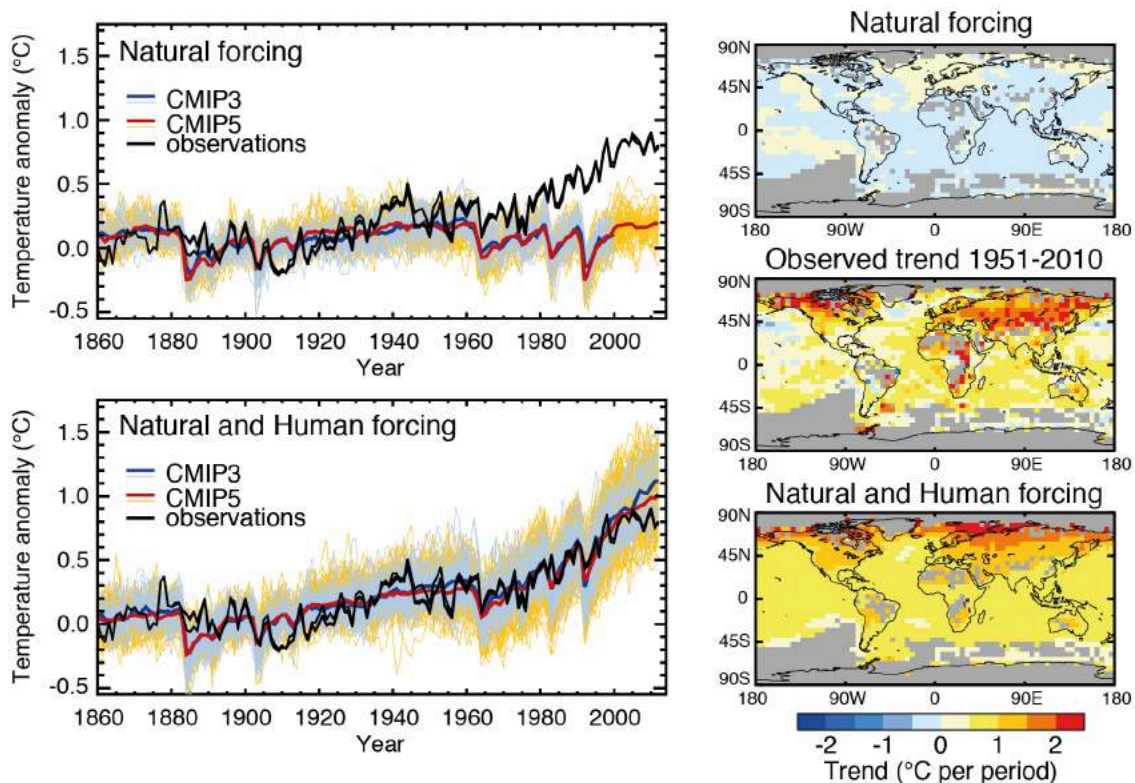 Natural forcing
1.5
1.0
0.5
0.0
-0.5
Temperature anomaly (°C)
CMIP3
CMIP5
observations
1860 1880 1900 1920 1940 1960 1980 2000
Year
Natural and Human forcing
1.5
1.0
0.5
0.0
-0.5
Temperature anomaly (°C)
CMIP3
CMIP5
observations
1860 1880 1900 1920 1940 1960 1980 2000
Year
Natural forcing
90N
45N
0
45S
90S
180 90W 0 90E 180
Observed trend 1951-2010
90N
45N
0
45S
90S
180 90W 0 90E 180
Natural and Human forcing
90N
45N
0
45S
90S
180 90W 0 90E 180
-2 -1 0 1 2
Trend (°C per period)